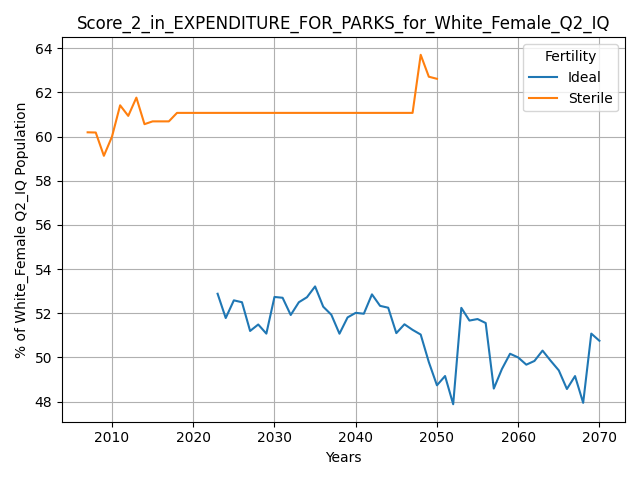 Score_2_in_EXPENDITURE_FOR_PARKS_for_White_Female_Q2_IQ
Fertility
Ideal
Sterile
% of White_Female Q2_IQ Population
64
62
60
58
56
54
52
50
48
2010 2020 2030 2040 2050 2060 2070
Years